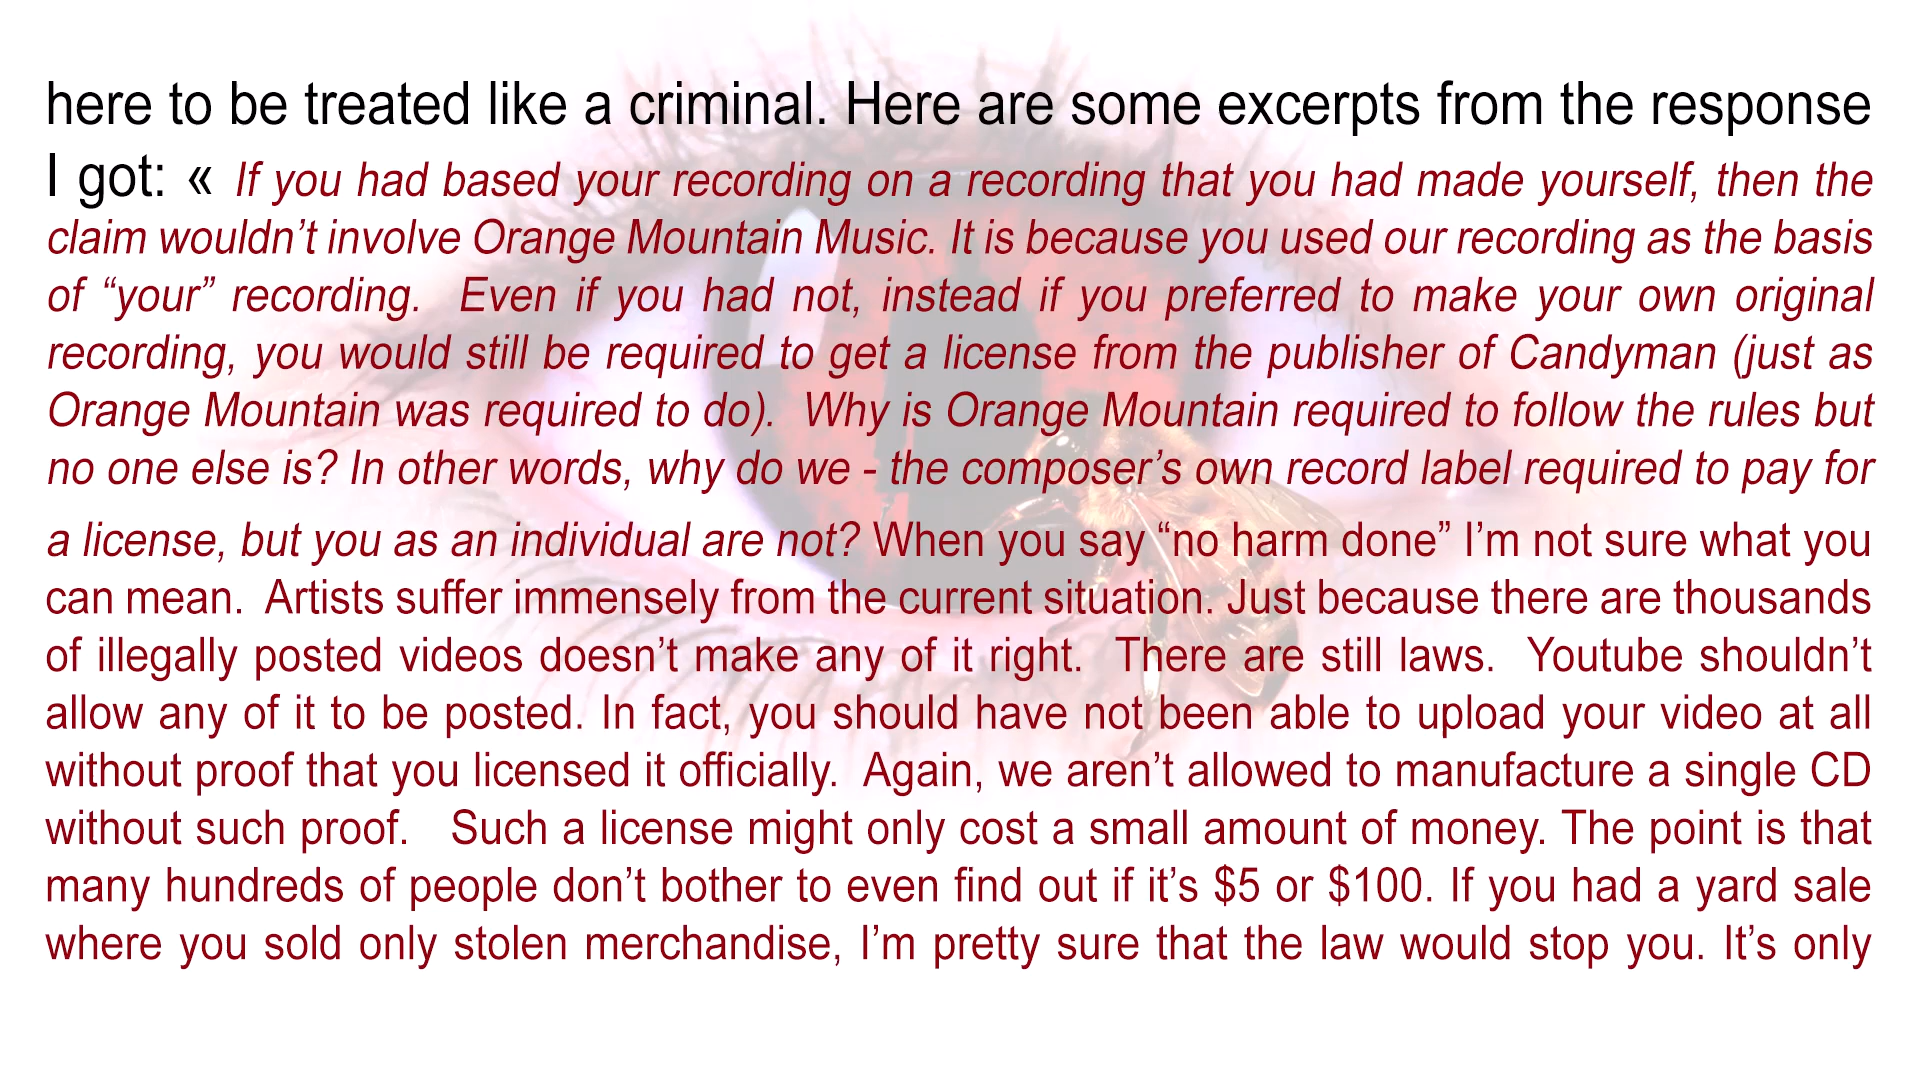 here to be treated like a criminal. Here are some excerpts from the response
I got: « If you had based your recording on a recording that you had made yourself, then the
claim wouldn’t involve Orange Mountain Music. It is because you used our recording as the basis
of “your” recording.  Even if you had not, instead if you preferred to make your own original
recording, you would still be required to get a license from the publisher of Candyman (just as
Orange Mountain was required to do).  Why is Orange Mountain required to follow the rules but
no one else is? In other words, why do we - the composer’s own record label required to pay for
a license, but you as an individual are not? When you say “no harm done” I’m not sure what you
can mean.  Artists suffer immensely from the current situation. Just because there are thousands
of illegally posted videos doesn’t make any of it right.  There are still laws.  Youtube shouldn’t
allow any of it to be posted. In fact, you should have not been able to upload your video at all
without proof that you licensed it officially.  Again, we aren’t allowed to manufacture a single CD
without such proof.   Such a license might only cost a small amount of money. The point is that
many hundreds of people don’t bother to even find out if it’s $5 or $100. If you had a yard sale
where you sold only stolen merchandise, I’m pretty sure that the law would stop you. It’s only